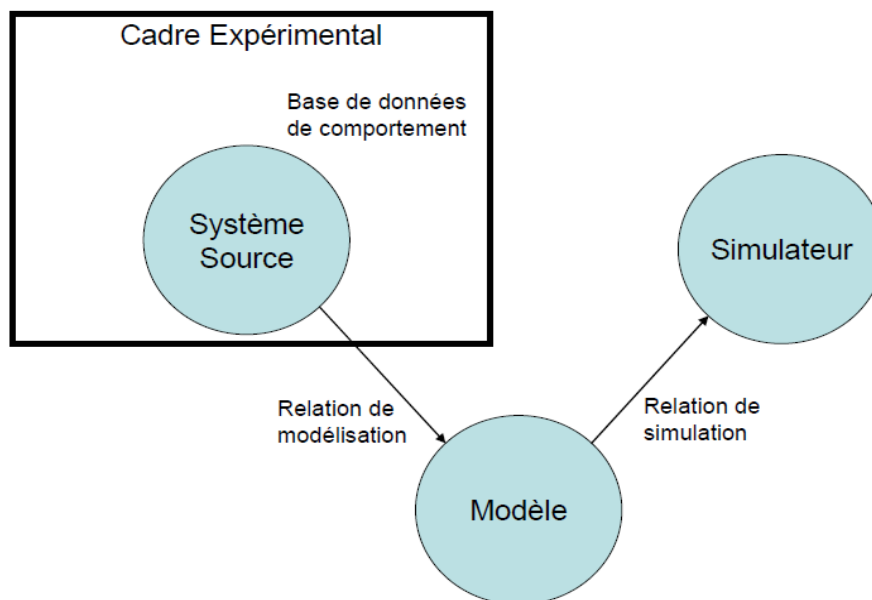 Cadre Expérimental
Base de données
de comportement
Système
Source
Simulateur
Relation de
modélisation
Relation de
simulation
Modèle